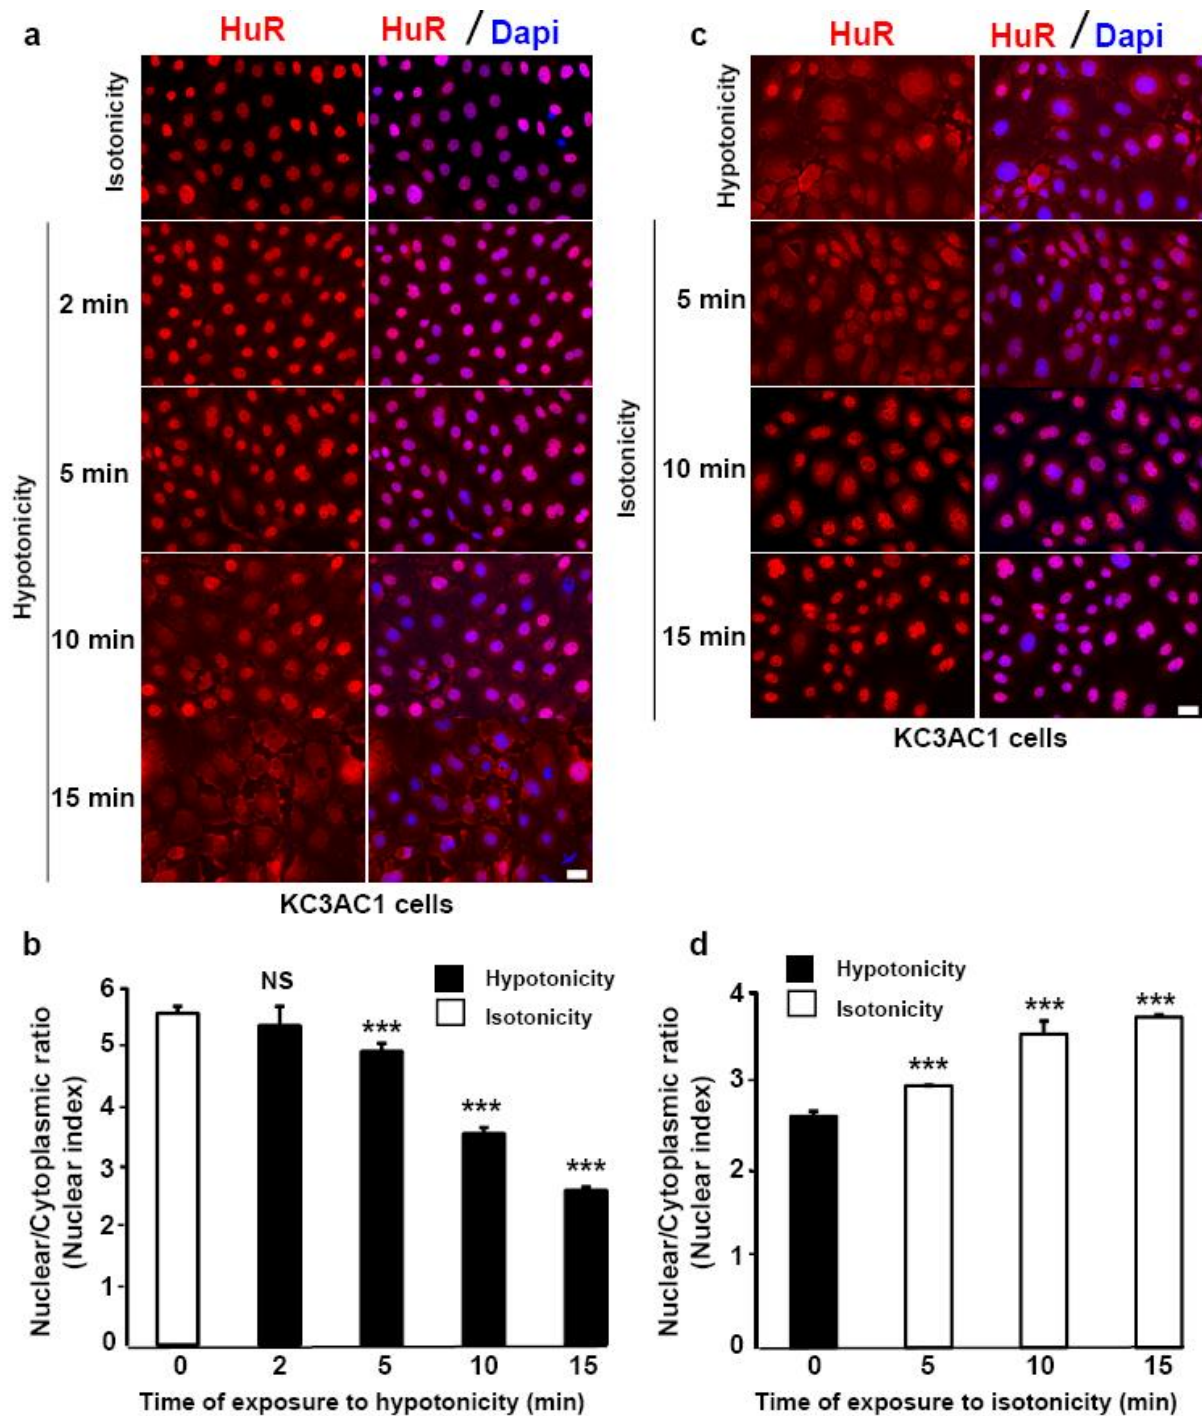 a
HuR
HuR / Dapi
Isotonicity
Hypotonicity
2 min
5 min
10 min
15 min
KC3AC1 cells
c
HuR
HuR / Dapi
Hypotonicity
Isotonicity
5 min
10 min
15 min
KC3AC1 cells
b
Nuclear/Cytoplasmic ratio
(Nuclear index)
6
5
4
3
2
1
0
NS
***
***
***
Hypotonicity
Isotonicity
0 2 5 10 15
Time of exposure to hypotonicity (min)
d
Nuclear/Cytoplasmic ratio
(Nuclear index)
4
3
2
1
0
Hypotonicity
Isotonicity
***
***
***
0 5 10 15
Time of exposure to isotonicity (min)